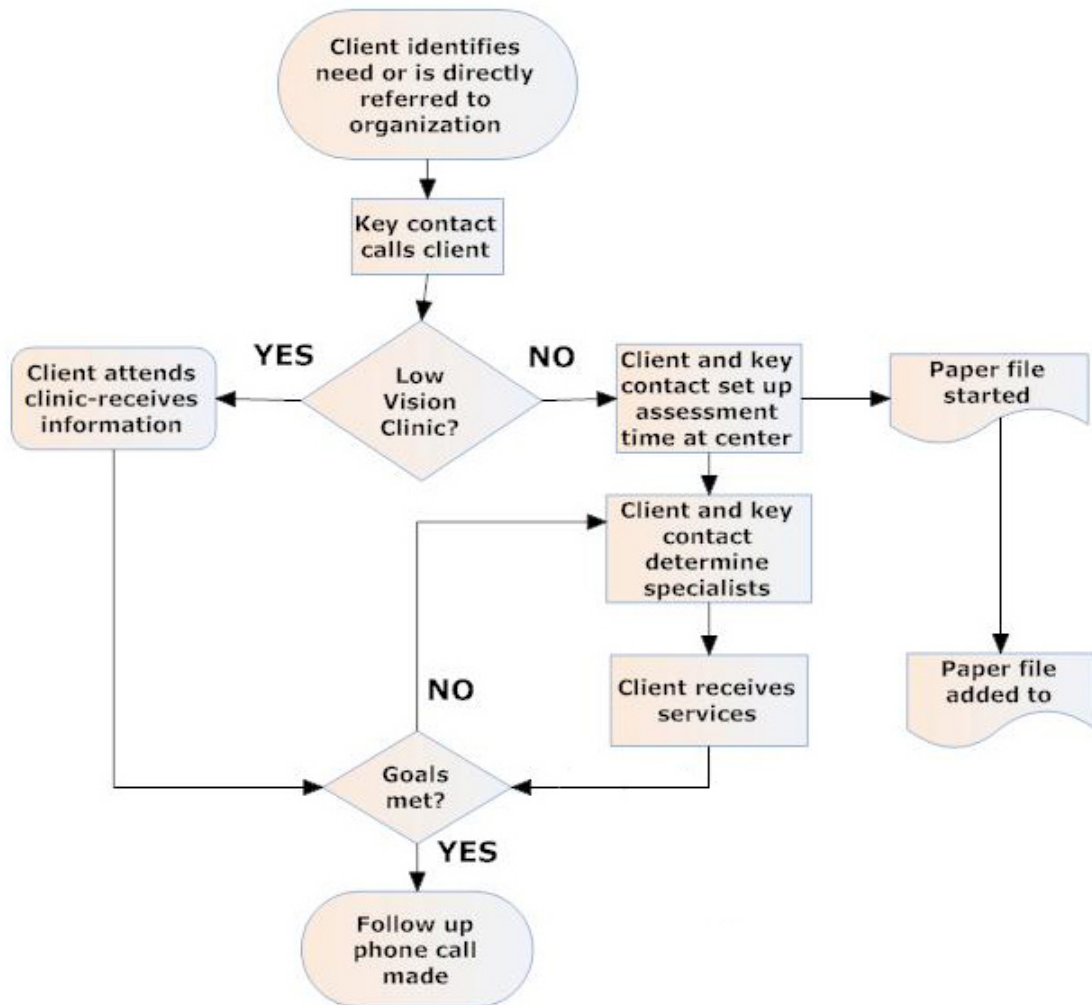 Client identifies
need or is directly
referred to
organization
Key contact
calls client
YES
Low
Vision
Clinic?
NO
Client attends
clinic-receives
information
Client and key
contact set up
assessment
time at center
Paper file
started
Client and key
contact
determine
specialists
Client receives
services
Paper file
added to
NO
Goals
met?
YES
Follow up
phone call
made